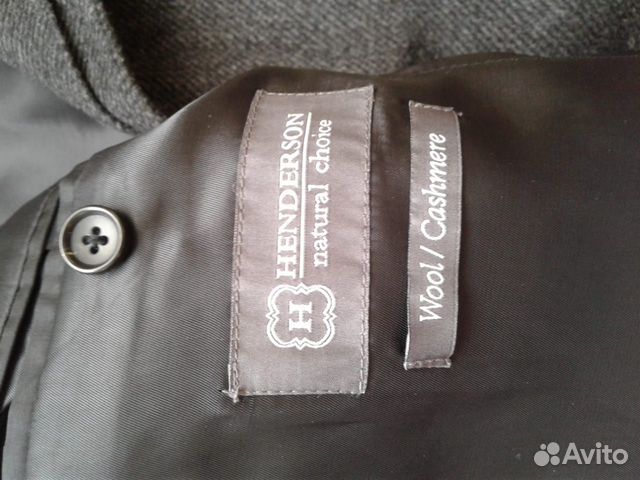 H HENDERSON
natural choice
Wool / Cashmere
Avito